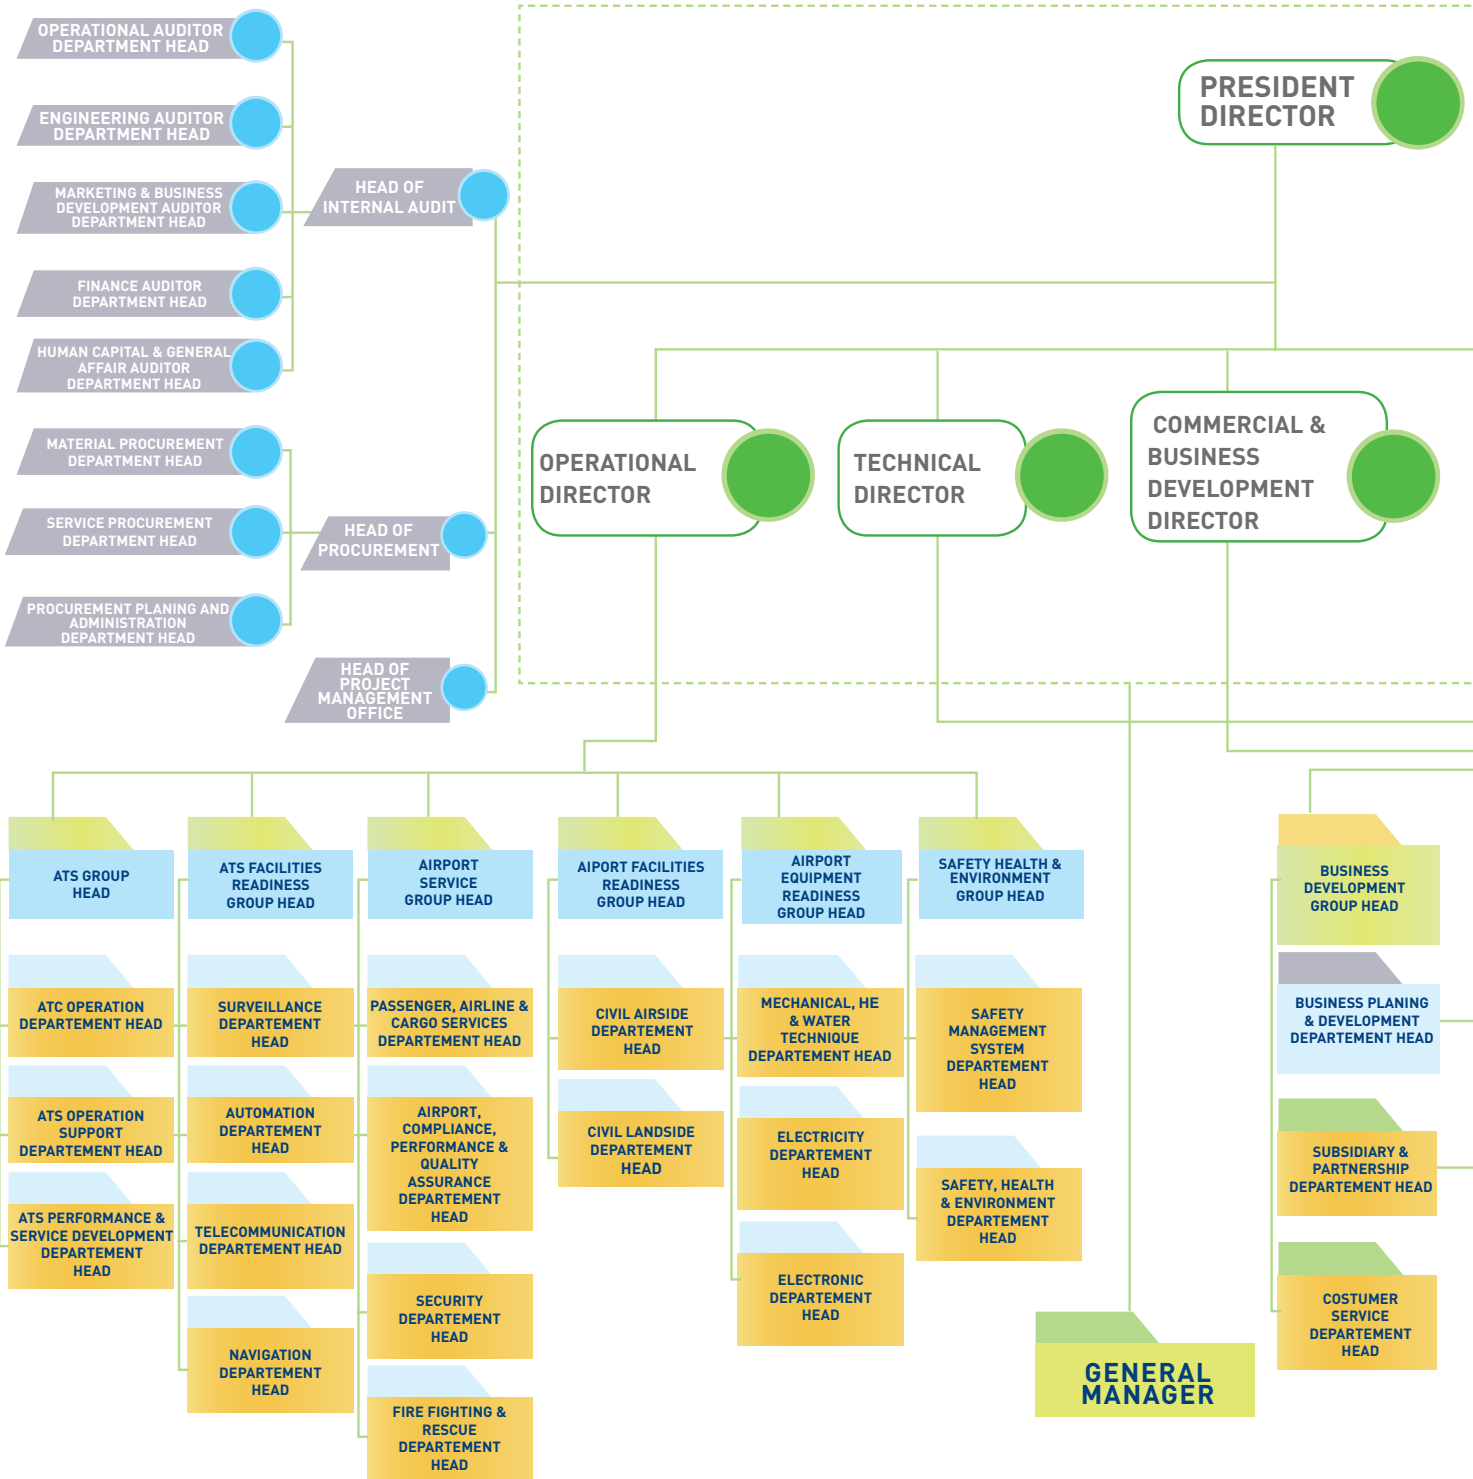 OPERATIONAL AUDITOR
DEPARTMENT HEAD
ENGINEERING AUDITOR
DEPARTMENT HEAD
MARKETING & BUSINESS
DEVELOPMENT AUDITOR
DEPARTMENT HEAD
FINANCE AUDITOR
DEPARTMENT HEAD
HUMAN CAPITAL & GENERAL
AFFAIR AUDITOR
DEPARTMENT HEAD
MATERIAL PROCUREMENT
DEPARTMENT HEAD
SERVICE PROCUREMENT
DEPARTMENT HEAD
PROCUREMENT PLANING AND
ADMINISTRATION
DEPARTMENT HEAD
HEAD OF
INTERNAL AUDIT
HEAD OF
PROCUREMENT
HEAD OF
PROJECT
MANAGEMENT
OFFICE
PRESIDENT
DIRECTOR
OPERATIONAL
DIRECTOR
TECHNICAL
DIRECTOR
COMMERCIAL &
BUSINESS
DEVELOPMENT
DIRECTOR
ATS GROUP
HEAD
ATC OPERATION
DEPARTEMENT HEAD
ATS OPERATION
SUPPORT
DEPARTEMENT HEAD
ATS PERFORMANCE &
SERVICE DEVELOPMENT
DEPARTEMENT
HEAD
ATS FACILITIES
READINESS
GROUP HEAD
SURVEILLANCE
DEPARTEMENT
HEAD
AUTOMATION
DEPARTEMENT
HEAD
TELECOMMUNICATION
DEPARTEMENT HEAD
NAVIGATION
DEPARTEMENT
HEAD
AIRPORT
SERVICE
GROUP HEAD
PASSENGER, AIRLINE &
CARGO SERVICES
DEPARTEMENT HEAD
AIRPORT,
COMPLIANCE,
PERFORMANCE &
QUALITY
ASSURANCE
DEPARTEMENT
HEAD
SECURITY
DEPARTEMENT
HEAD
FIRE FIGHTING &
RESCUE
DEPARTEMENT
HEAD
AIPORT FACILITIES
READINESS
GROUP HEAD
CIVIL AIRSIDE
DEPARTEMENT
HEAD
CIVIL LANDSIDE
DEPARTEMENT
HEAD
AIRPORT
EQUIPMENT
READINESS
GROUP HEAD
MECHANICAL, HE
& WATER
TECHNIQUE
DEPARTEMENT HEAD
ELECTRICITY
DEPARTEMENT
HEAD
ELECTRONIC
DEPARTEMENT
HEAD
SAFETY HEALTH &
ENVIRONMENT
GROUP HEAD
SAFETY
MANAGEMENT
SYSTEM
DEPARTEMENT
HEAD
SAFETY, HEALTH
& ENVIRONMENT
DEPARTEMENT
HEAD
GENERAL
MANAGER
BUSINESS
DEVELOPMENT
GROUP HEAD
BUSINESS PLANING
& DEVELOPMENT
DEPARTEMENT HEAD
SUBSIDIARY &
PARTNERSHIP
DEPARTEMENT HEAD
COSTUMER
SERVICE
DEPARTEMENT
HEAD